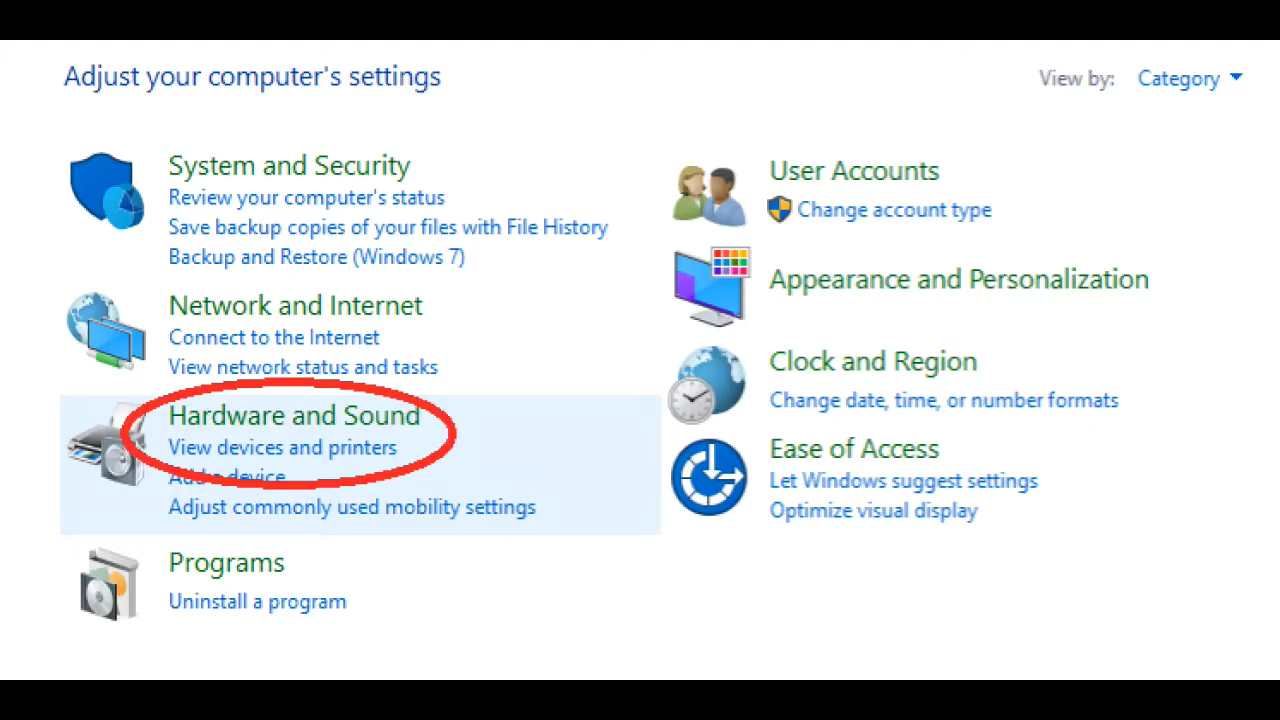 Adjust your computer's settings
View by: Category
System and Security
Review your computer's status
Save backup copies of your files with File History
Backup and Restore (Windows 7)
Network and Internet
Connect to the Internet
View network status and tasks
Hardware and Sound
View devices and printers
Add a device
Adjust commonly used mobility settings
Programs
Uninstall a program
User Accounts
Change account type
Appearance and Personalization
Clock and Region
Change date, time, or number formats
Ease of Access
Let Windows suggest settings
Optimize visual display